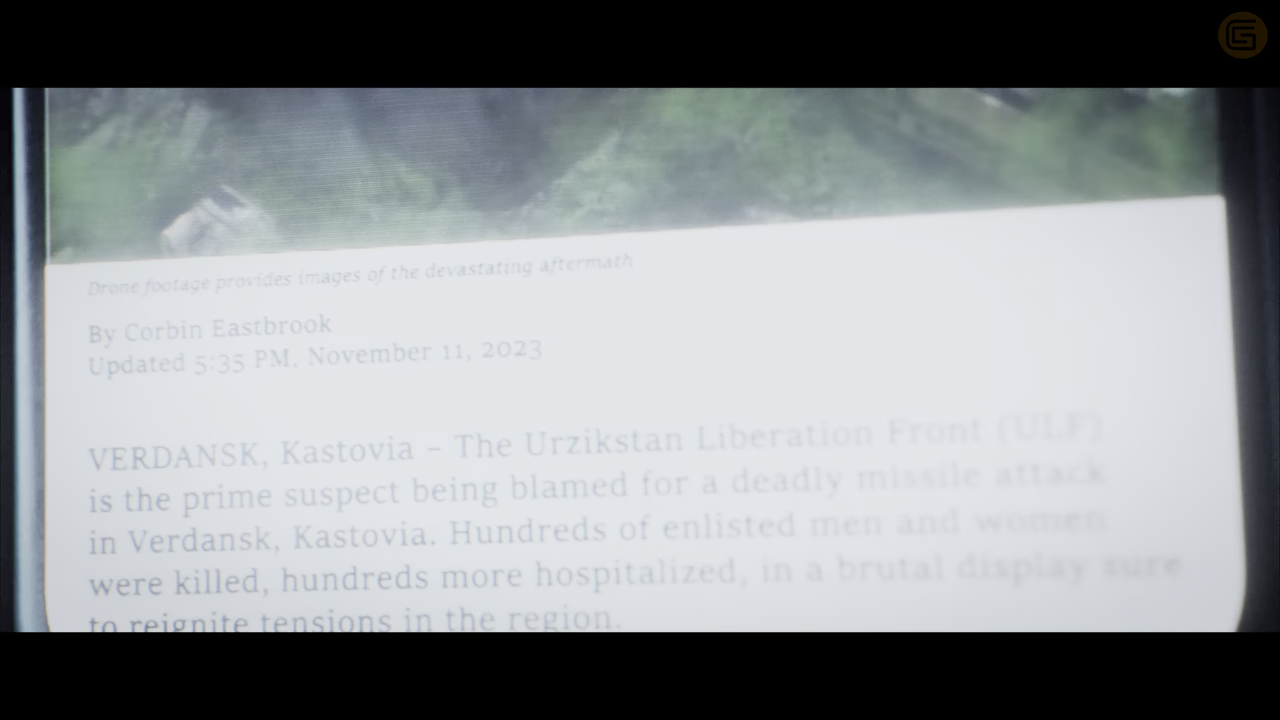 Drone footage provides images of the devastating aftermath
By Corbin Eastbrook
Updated 5:35 PM, November 11, 2023
VERDANSK, Kastovia – The Urzikstan Liberation Front (ULF)
is the prime suspect being blamed for a deadly missile attack
in Verdansk, Kastovia. Hundreds of enlisted men and women
were killed, hundreds more hospitalized, in a brutal display sure
to reignite tensions in the region.